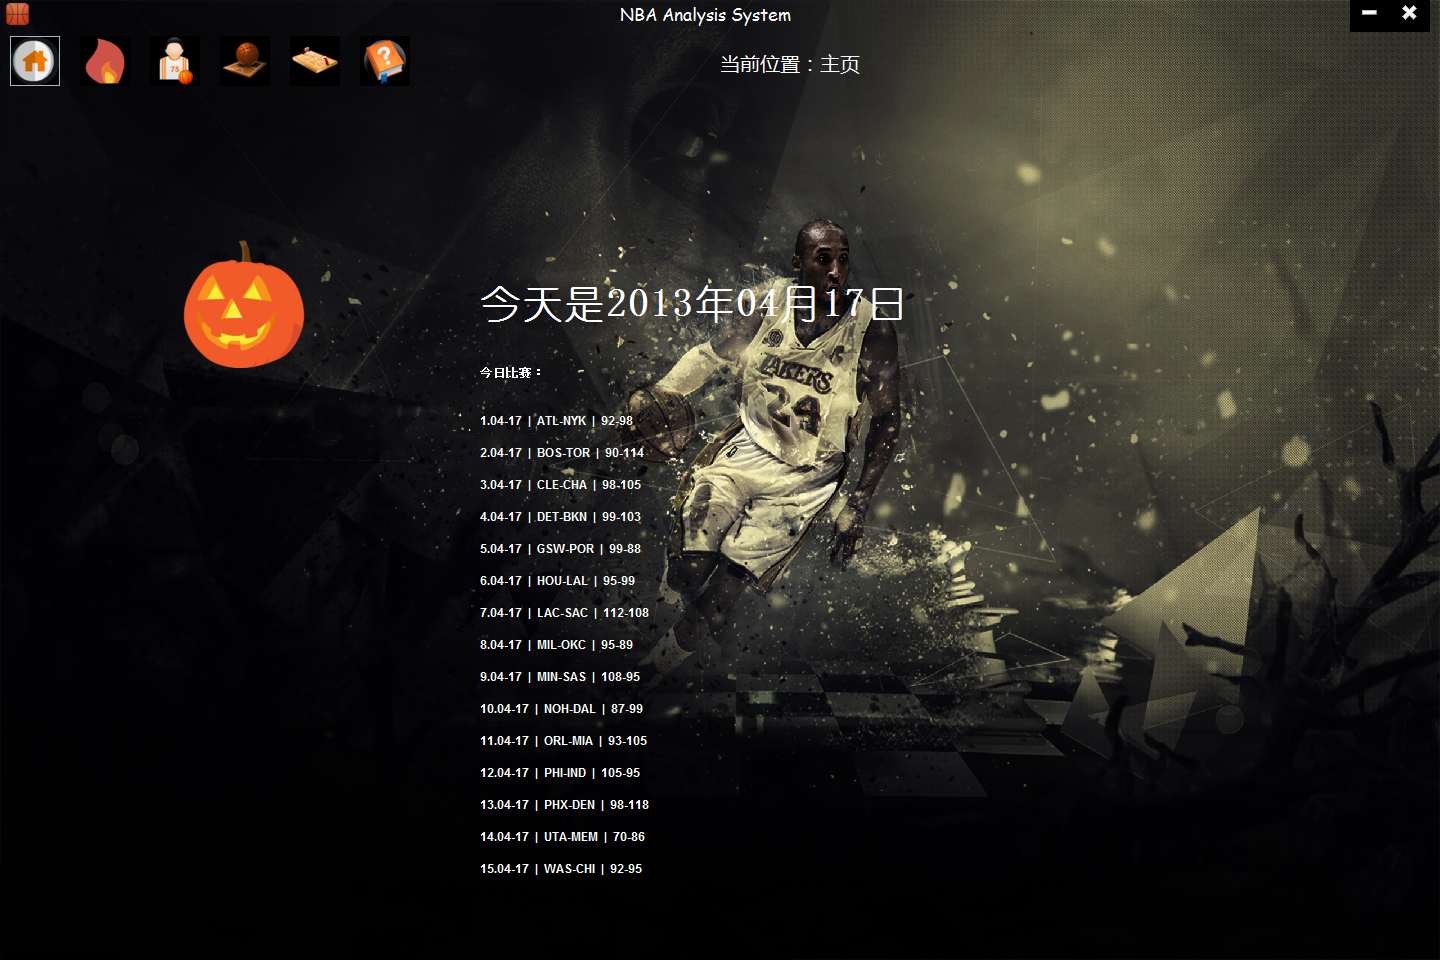 NBA Analysis System
75
当前位置：主页
今天是2013年04月17日
今日比赛：
LAKERS
24
1.04-17 | ATL-NYK | 92-98
2.04-17 | BOS-TOR | 90-114
3.04-17 | CLE-CHA | 98-105
4.04-17 | DET-BKN | 99-103
5.04-17 | GSW-POR | 99-88
6.04-17 | HOU-LAL | 95-99
7.04-17 | LAC-SAC | 112-108
8.04-17 | MIL-OKC | 95-89
9.04-17 | MIN-SAS | 108-95
10.04-17 | NOH-DAL | 87-99
11.04-17 | ORL-MIA | 93-105
12.04-17 | PHI-IND | 105-95
13.04-17 | PHX-DEN | 98-118
14.04-17 | UTA-MEM | 70-86
15.04-17 | WAS-CHI | 92-95